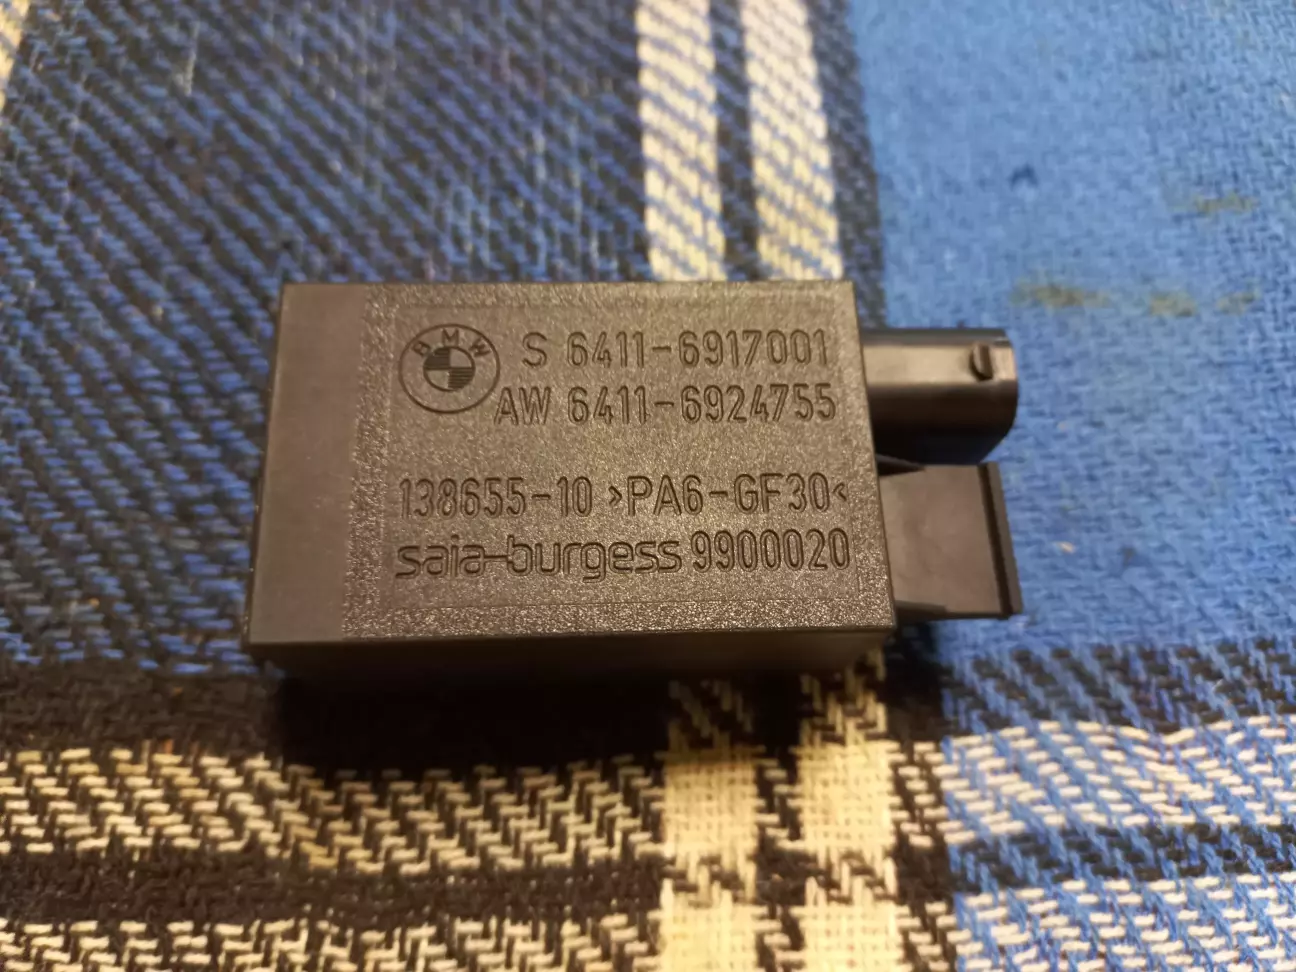 BMW
S 6411-6917001
AW 6411-6924755
138655-10 >PA6-GF30<
saia-burgess 9900020